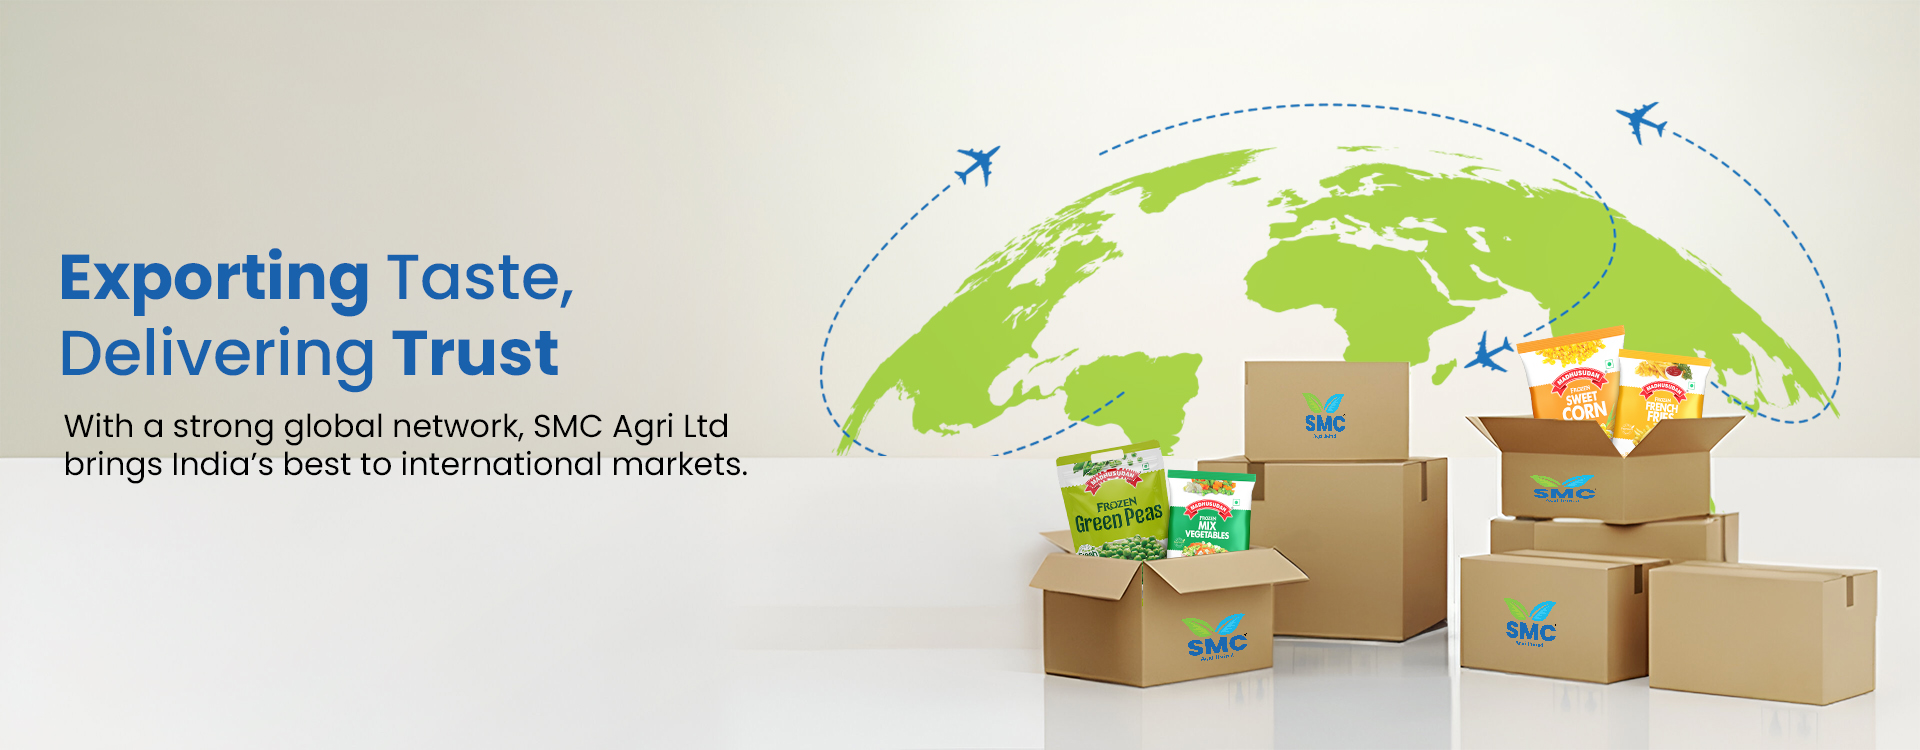 Exporting Taste,
Delivering Trust
With a strong global network, SMC Agri Ltd
brings India's best to international markets.
MADHUSUDAN
FROZEN
Green Peas
MADHUSUDAN
FROZEN
MIX
VEGETABLES
SMC
SMC
MADHUSUDAN
FROZEN
SWEET
CORN
MADHUSUDAN
FROZEN
FRENCH
FRIES
SMC
SMC